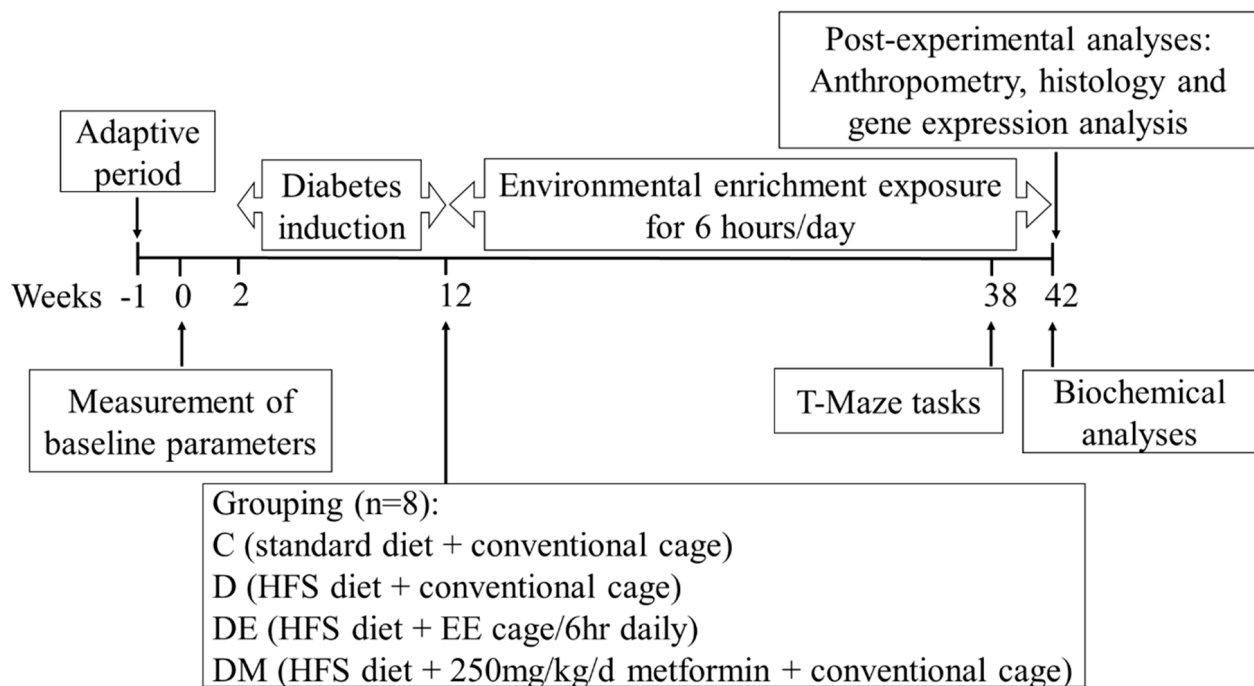 Post-experimental analyses:
Anthropometry, histology and
gene expression analysis
Adaptive
period
Diabetes
induction
Environmental enrichment exposure
for 6 hours/day
Weeks -1 0 2 12 38 42
Measurement of
baseline parameters
T-Maze tasks
Biochemical
analyses
Grouping (n=8):
C (standard diet + conventional cage)
D (HFS diet + conventional cage)
DE (HFS diet + EE cage/6hr daily)
DM (HFS diet + 250mg/kg/d metformin + conventional cage)